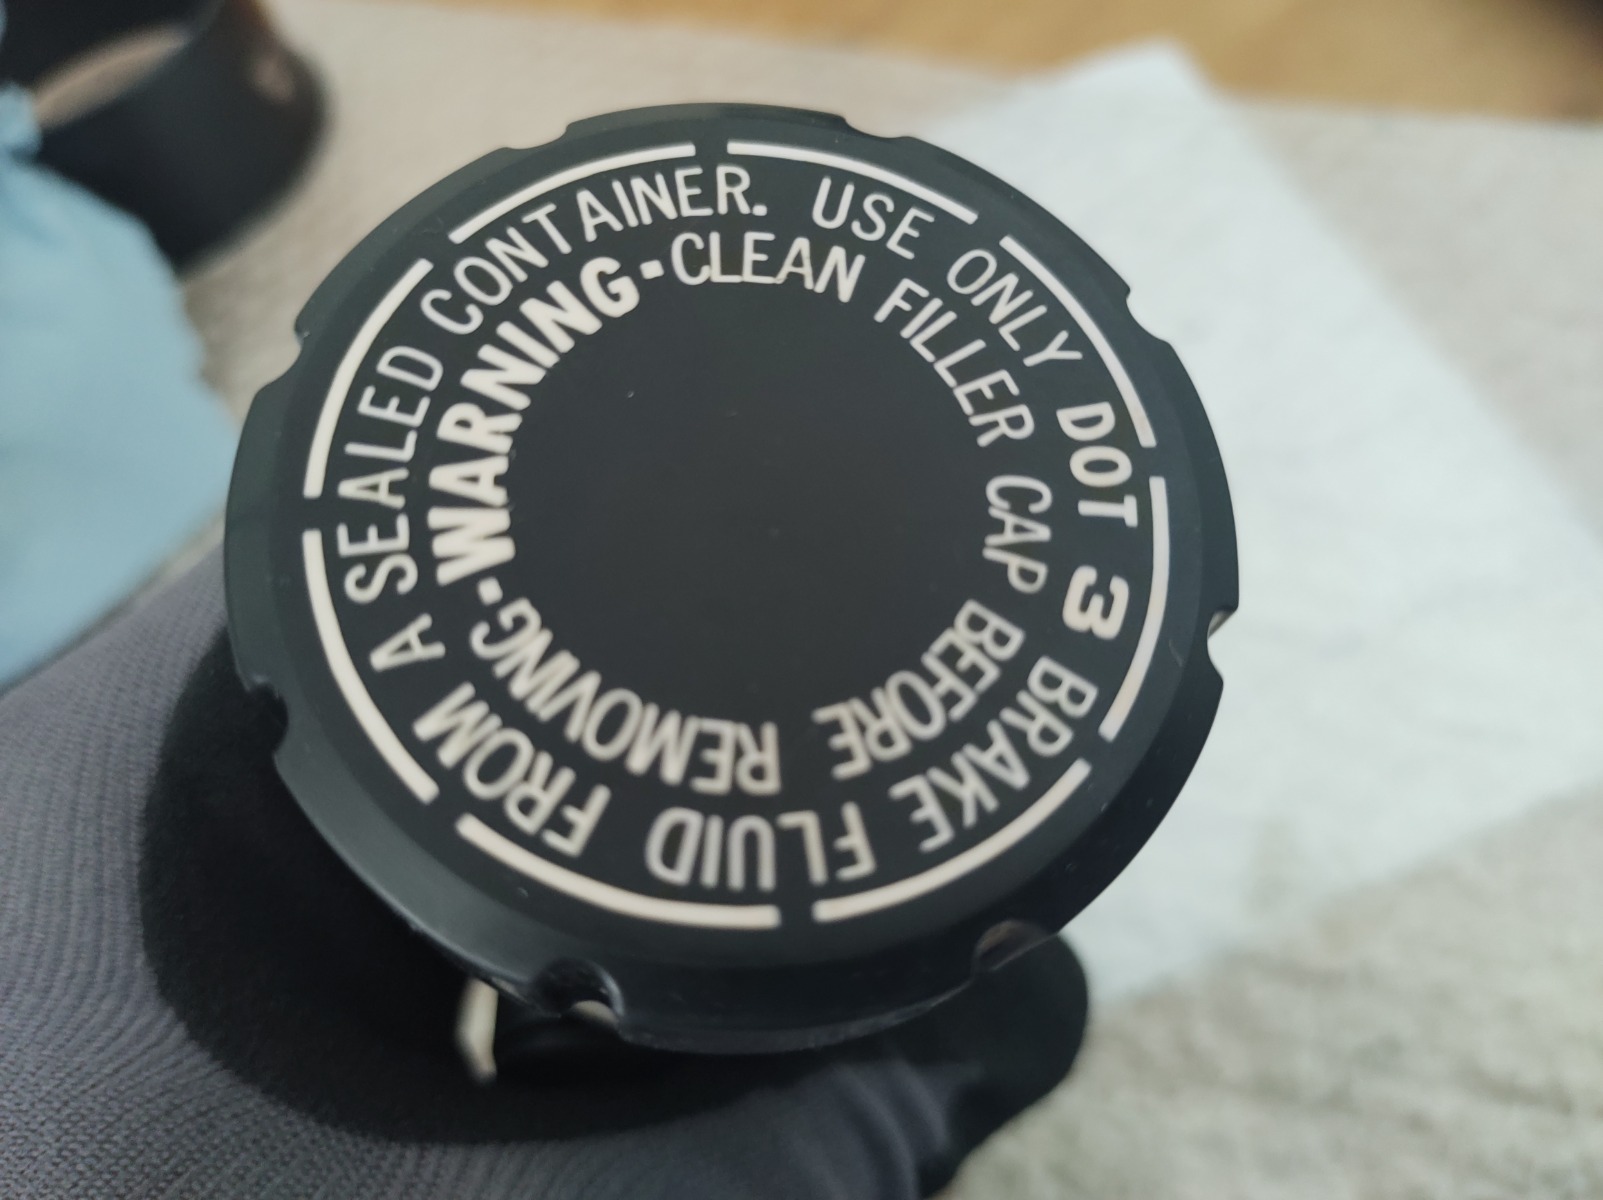 USE ONLY DOT 3 BRAKE FLUID FROM A SEALED CONTAINER.
·WARNING·CLEAN FILLER CAP BEFORE REMOVING